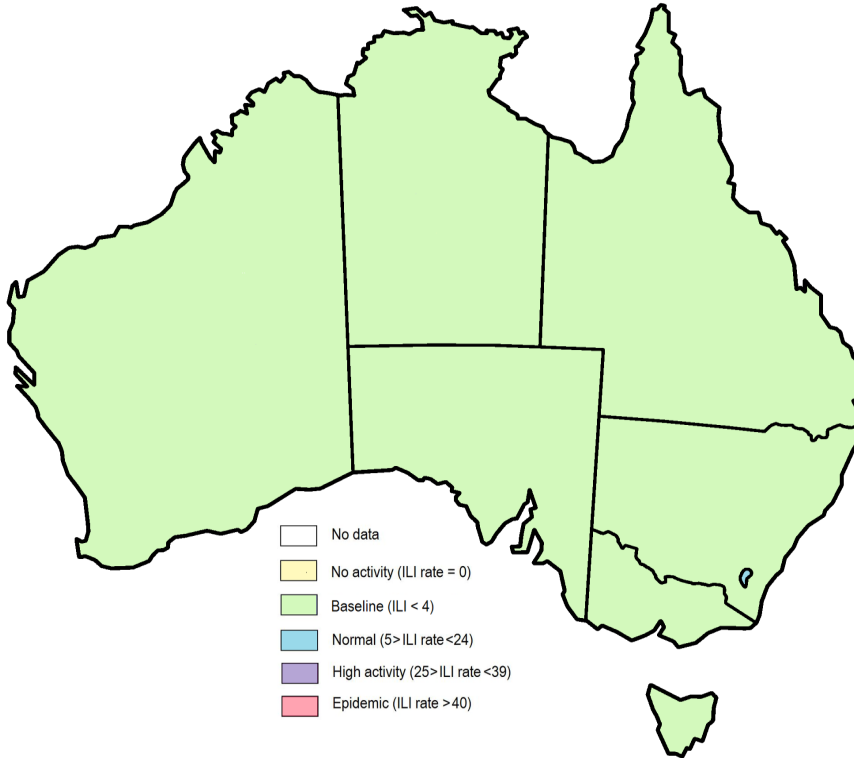 No data
No activity (ILI rate = 0)
Baseline (ILI < 4)
Normal (5>ILI rate<24)
High activity (25>ILI rate<39)
Epidemic (ILI rate >40)